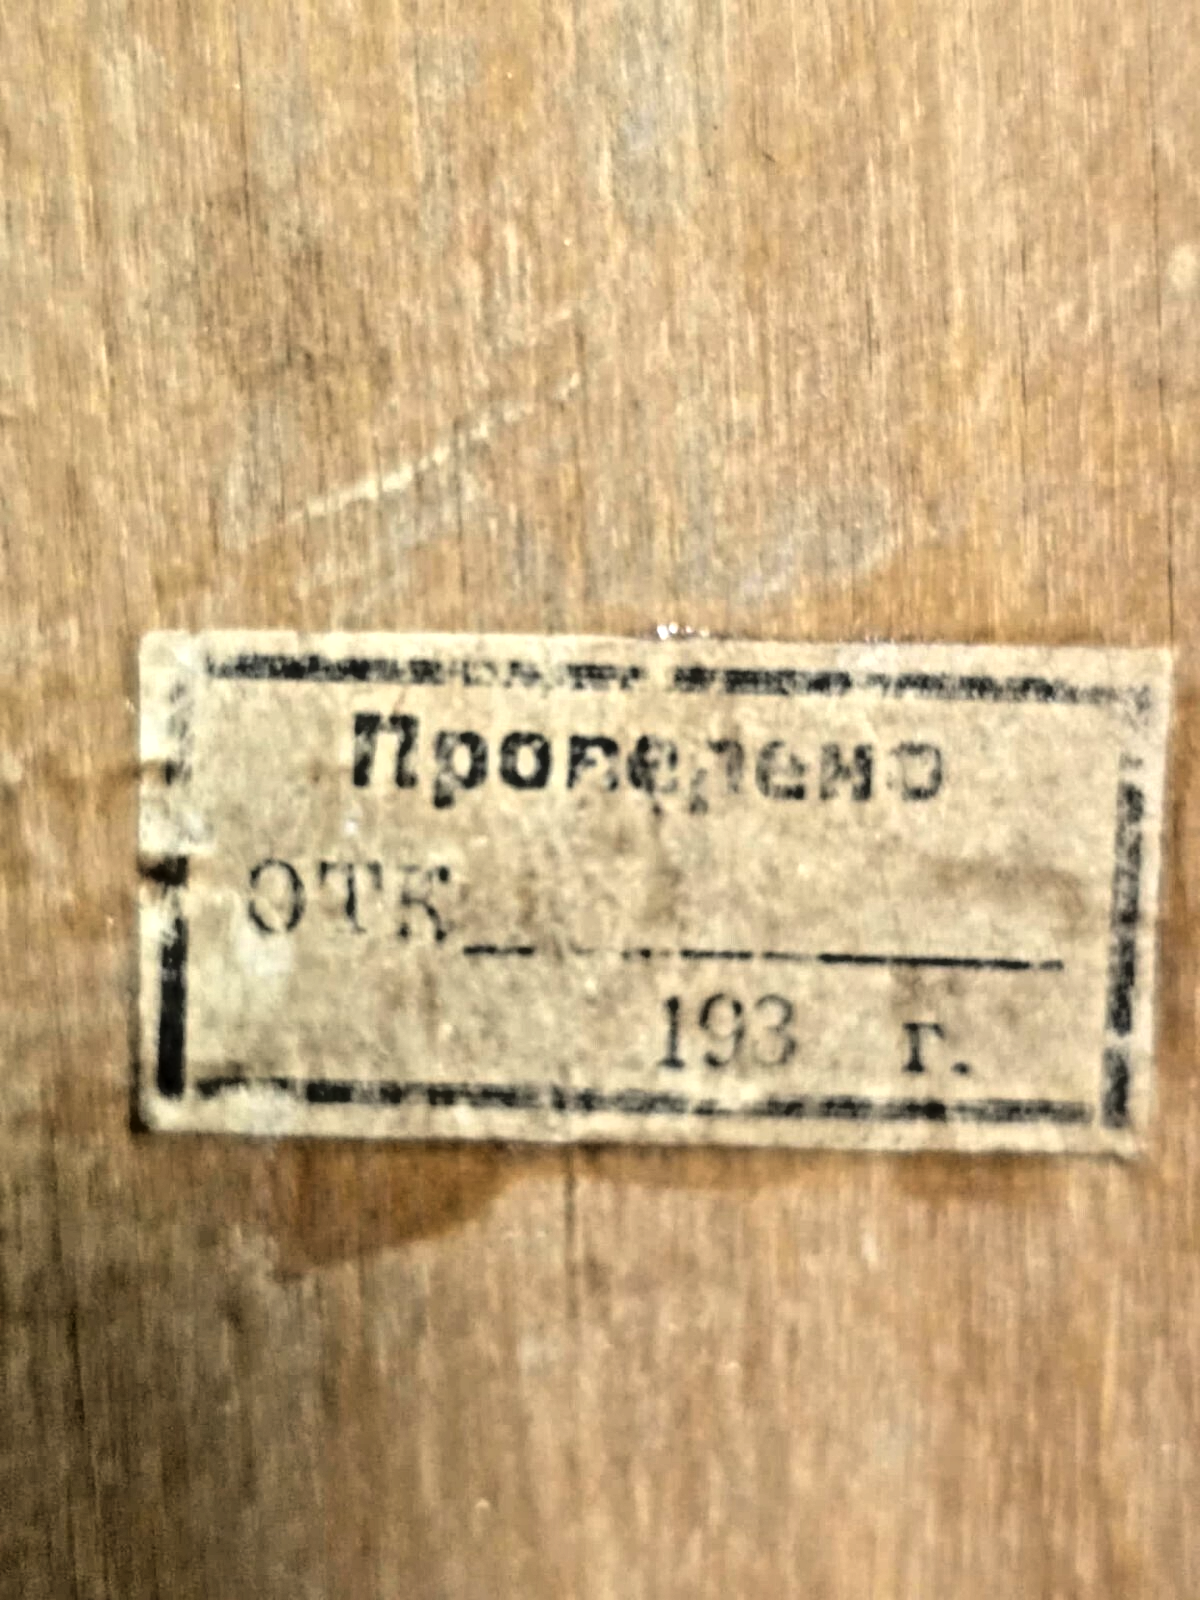 Проверено
ОТК
193 г.